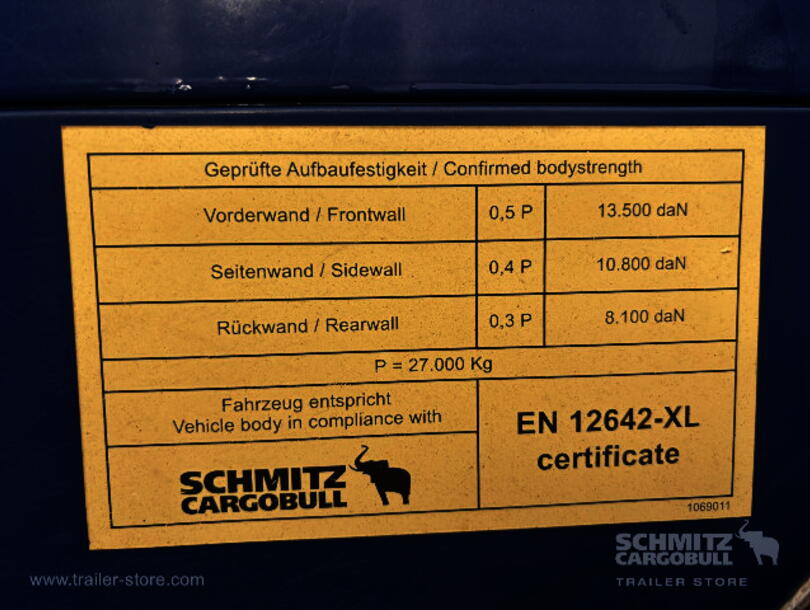 Geprüfte Aufbaufestigkeit / Confirmed bodystrength
Vorderwand / Frontwall 0,5 P 13.500 daN
Seitenwand / Sidewall 0,4 P 10.800 daN
Rückwand / Rearwall 0,3 P 8.100 daN
P = 27.000 Kg
Fahrzeug entspricht
Vehicle body in compliance with
EN 12642-XL
certificate
SCHMITZ
CARGOBULL
1069011
SCHMITZ
CARGOBULL
TRAILER STORE
www.trailer-store.com